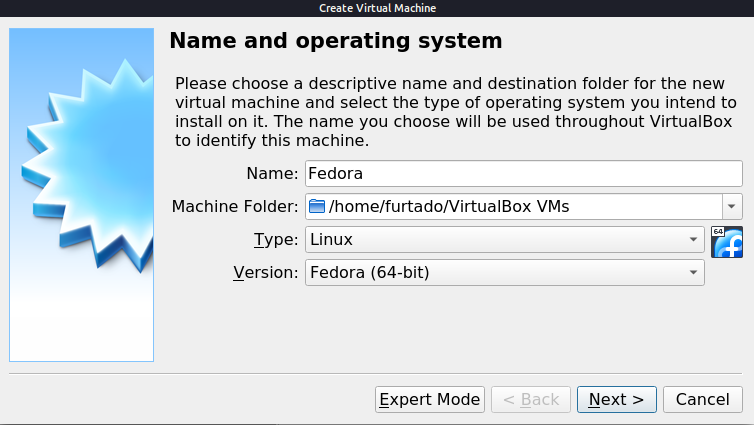 Create Virtual Machine
Name and operating system
Please choose a descriptive name and destination folder for the new
virtual machine and select the type of operating system you intend to
install on it. The name you choose will be used throughout VirtualBox
to identify this machine.
Name: Fedora
Machine Folder: /home/furtado/VirtualBox VMs
Type: Linux
64
Version: Fedora (64-bit)
Expert Mode < Back Next > Cancel